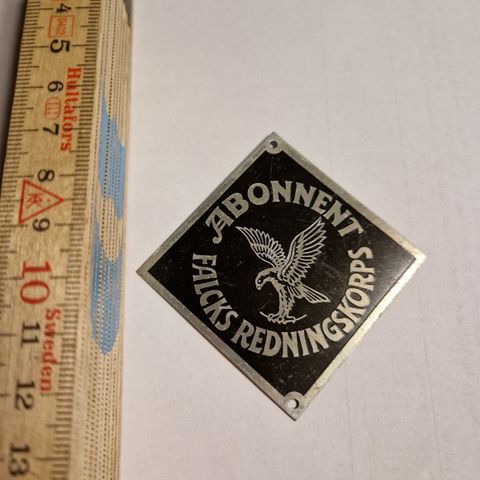 4
5
6
7
8
9
10
11
12
13
Hultafors
Sweden
ABONNENT
FALCKS REDNINGSKORPS